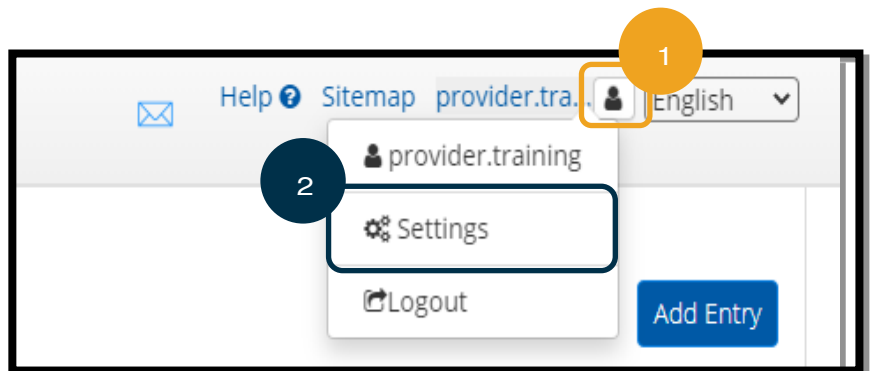 1
Help Sitemap provider.tra... English
provider.training
2
Settings
Logout
Add Entry